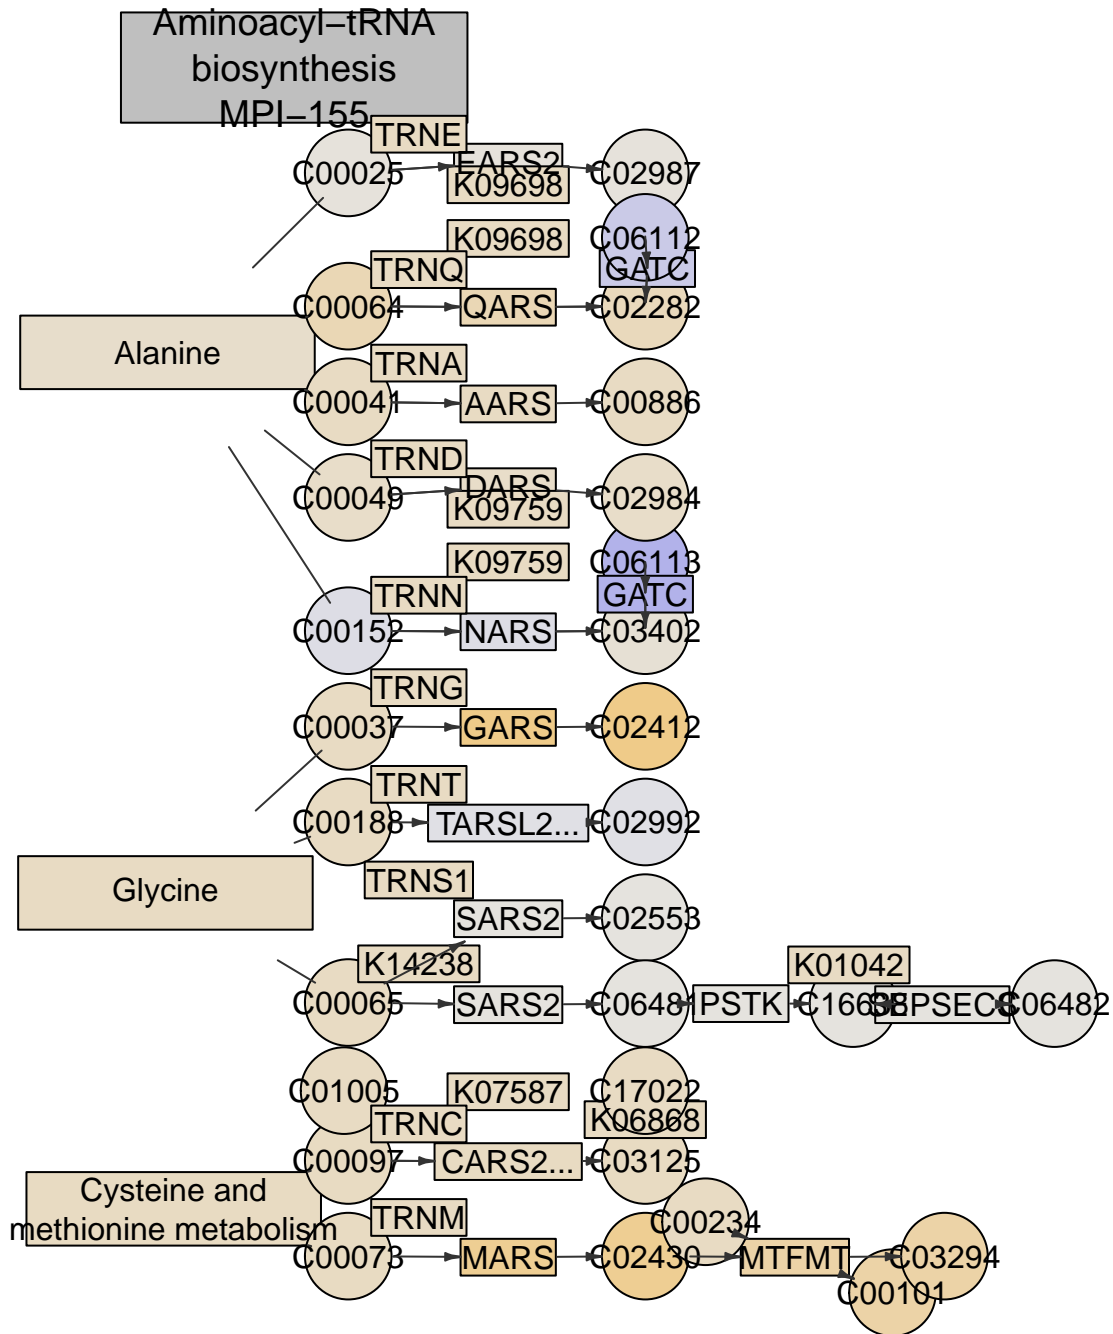 Aminoacyl−tRNA
biosynthesis
MPI−155
TRNE
C00025
EARS2
C02987
K09698
K09698
C06112
TRNQ
GATC
C00064
QARS
C02282
Alanine
TRNA
C00041
AARS
C00886
TRND
C00049
DARS
C02984
K09759
K09759
C06113
TRNN
GATC
C00152
NARS
C03402
TRNG
C00037
GARS
C02412
TRNT
C00188
TARSL2...
C02992
Glycine
TRNS1
SARS2
C02553
K14238
K01042
C00065
SARS2
C06481
PSTK
C16638
SEPSECS
C06482
C01005
K07587
C17022
TRNC
K06868
C00097
CARS2...
C03125
Cysteine and
methionine metabolism
TRNM
C00234
C00073
MARS
C02430
MTFMT
C03294
C00101